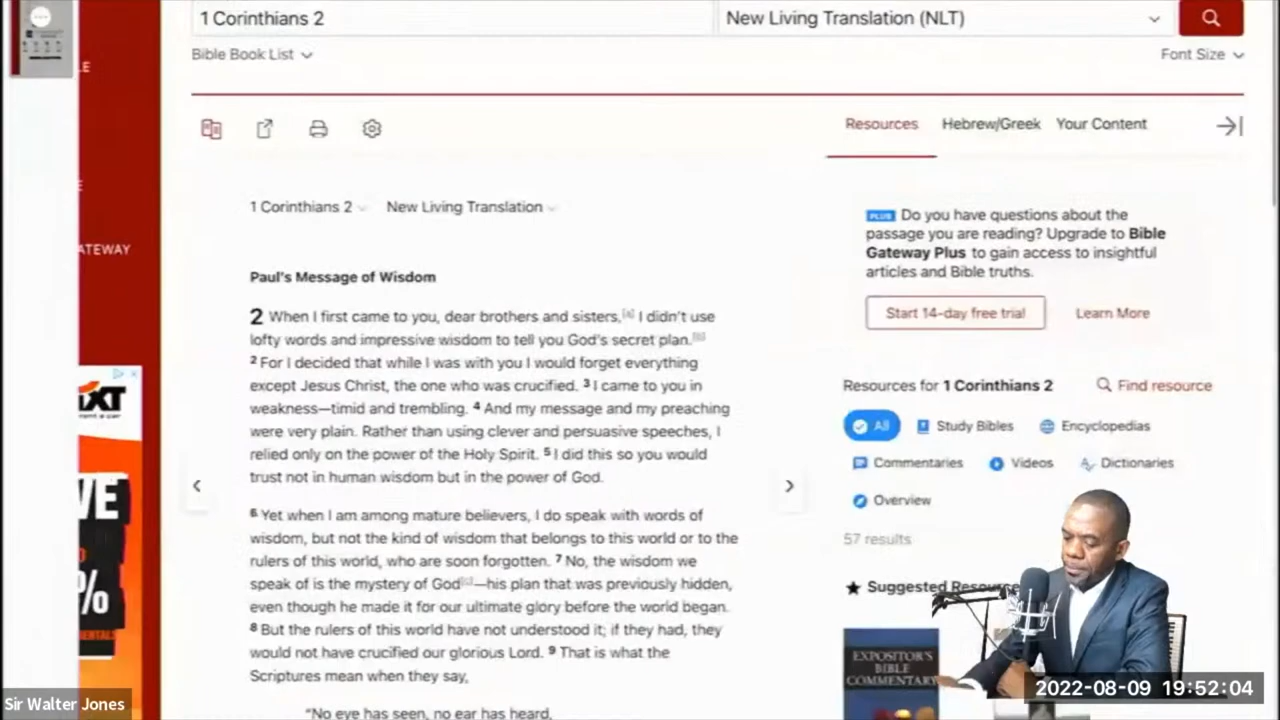 1 Corinthians 2
New Living Translation (NLT)
Bible Book List
Font Size
Resources
Hebrew/Greek
Your Content
1 Corinthians 2
New Living Translation
ATEWAY
Paul's Message of Wisdom
2 When I first came to you, dear brothers and sisters,[a] I didn't use
lofty words and impressive wisdom to tell you God's secret plan.[b]
2 For I decided that while I was with you I would forget everything
except Jesus Christ, the one who was crucified. 3 I came to you in
weakness—timid and trembling. 4 And my message and my preaching
were very plain. Rather than using clever and persuasive speeches, I
relied only on the power of the Holy Spirit. 5 I did this so you would
trust not in human wisdom but in the power of God.
6 Yet when I am among mature believers, I do speak with words of
wisdom, but not the kind of wisdom that belongs to this world or to the
rulers of this world, who are soon forgotten. 7 No, the wisdom we
speak of is the mystery of God[c]—his plan that was previously hidden,
even though he made it for our ultimate glory before the world began.
8 But the rulers of this world have not understood it; if they had, they
would not have crucified our glorious Lord. 9 That is what the
Scriptures mean when they say,
"No eye has seen, no ear has heard,
PLUS Do you have questions about the
passage you are reading? Upgrade to Bible
Gateway Plus to gain access to insightful
articles and Bible truths.
Start 14-day free trial
Learn More
Resources for 1 Corinthians 2
Find resource
All
Study Bibles
Encyclopedias
Commentaries
Videos
Dictionaries
Overview
57 results
Suggested Resource
EXPOSITOR'S
BIBLE
COMMENTARY
%
Sir Walter Jones
2022-08-09 19:52:04